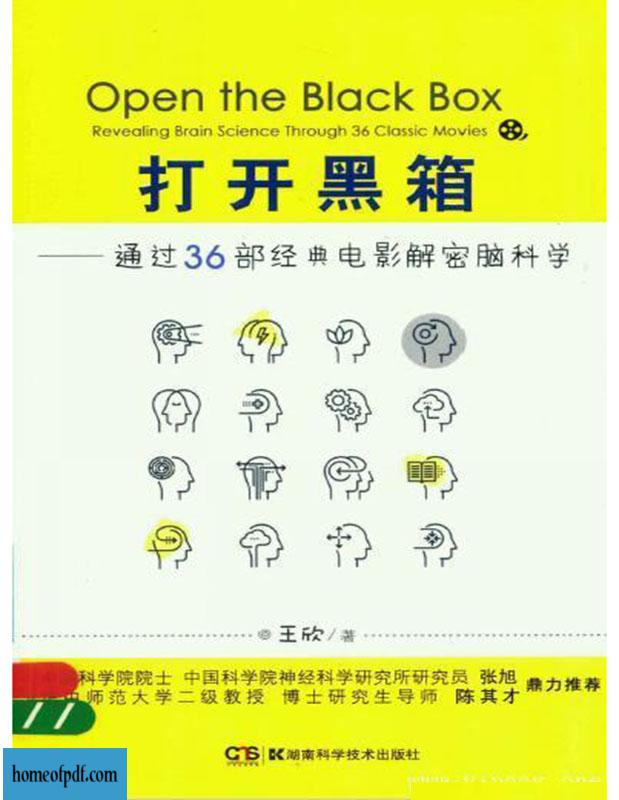 Open the Black Box
Revealing Brain Science Through 36 Classic Movies
打开黑箱
——通过36部经典电影解密脑科学
王欣/著
科学院院士 中国科学院神经科学研究所研究员 张旭
师范大学二级教授 博士研究生导师 陈其才
鼎力推荐
湖南科学技术出版社
homeofpdf.com